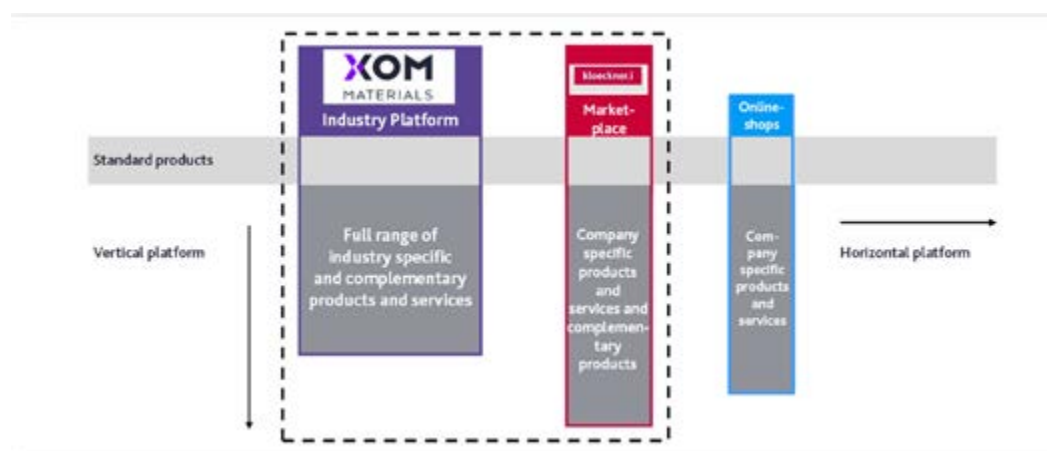 XOM
MATERIALS
Industry Platform
kloeckner.i
Market-
place
Online-
shops
Standard products
Vertical platform
Full range of
industry specific
and complementary
products and services
Company
specific
products
and
services and
complemen-
tary
products
Com-
pany
specific
products
and
services
Horizontal platform